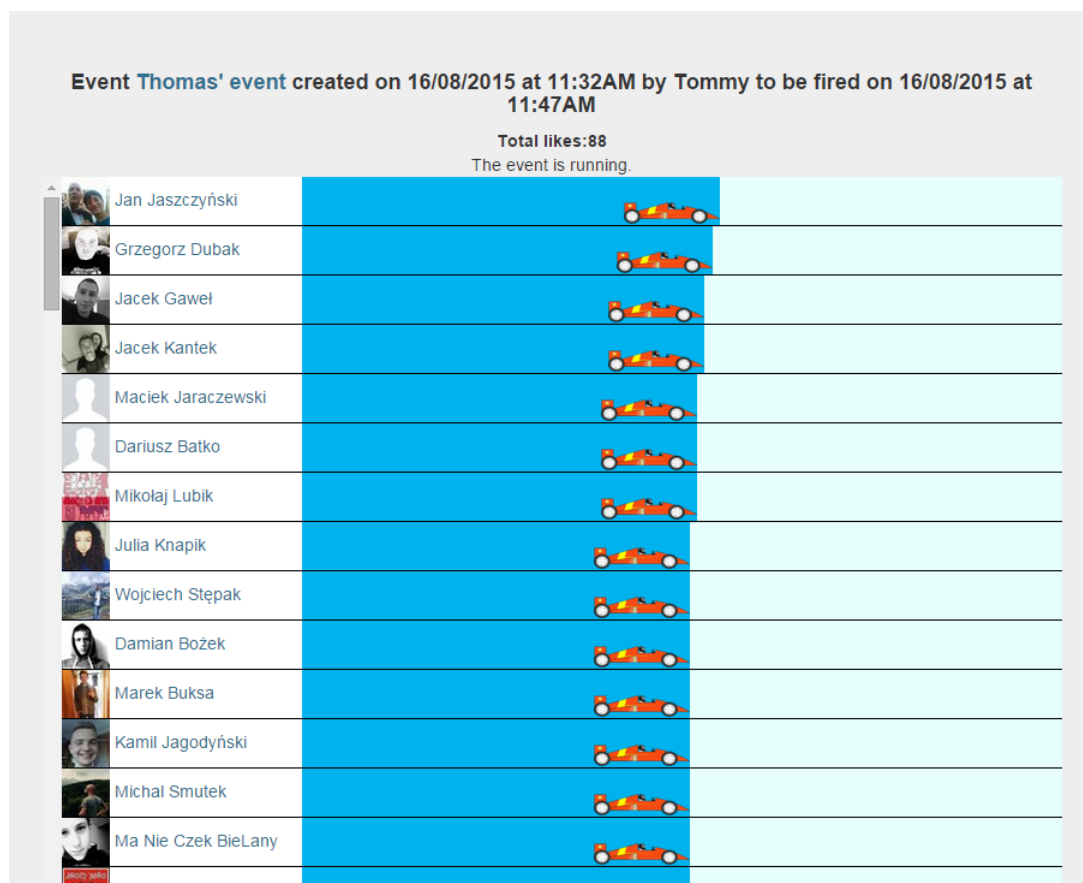 Event Thomas' event created on 16/08/2015 at 11:32AM by Tommy to be fired on 16/08/2015 at
11:47AM
Total likes:88
The event is running.
Jan Jaszczyński
Grzegorz Dubak
Jacek Gaweł
Jacek Kantek
Maciek Jaraczewski
Dariusz Batko
Mikołaj Lubik
Julia Knapik
Wojciech Stępak
Damian Bożek
Marek Buksa
Kamil Jagodyński
Michal Smutek
Ma Nie Czek BieLany